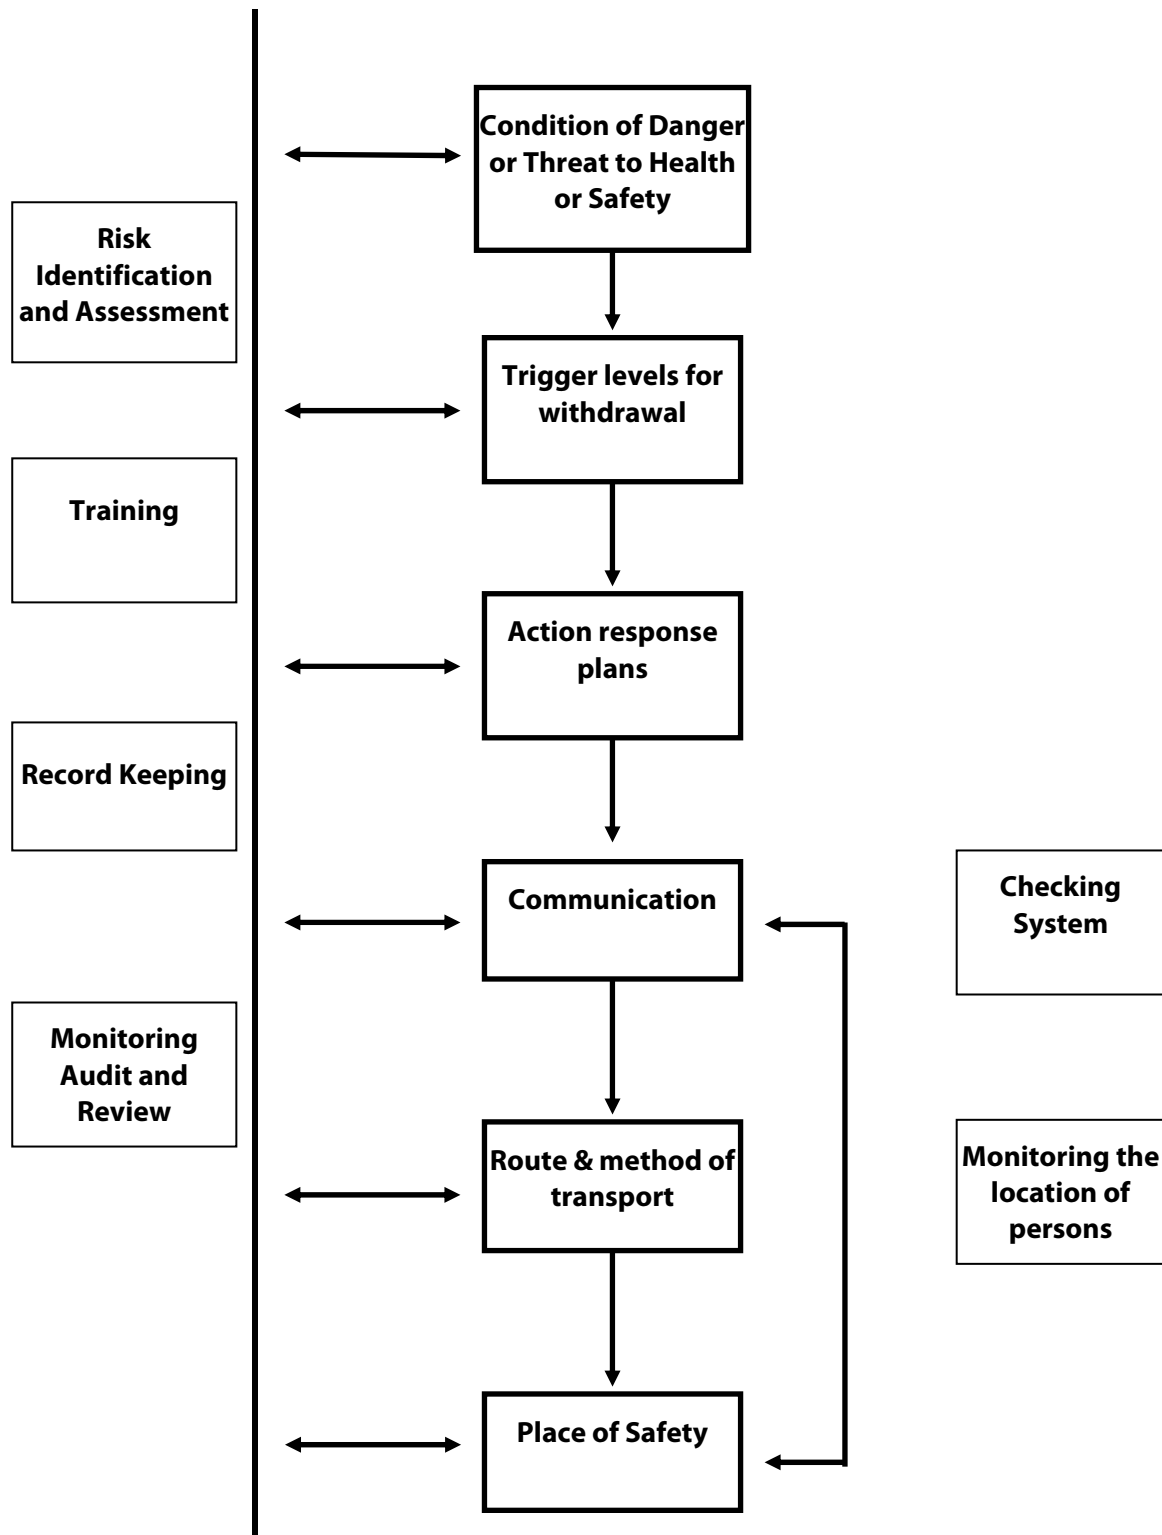 Condition of Danger
or Threat to Health
or Safety
Risk
Identification
and Assessment
Trigger levels for
withdrawal
Training
Action response
plans
Record Keeping
Communication
Checking
System
Monitoring
Audit and
Review
Route & method of
transport
Monitoring the
location of
persons
Place of Safety